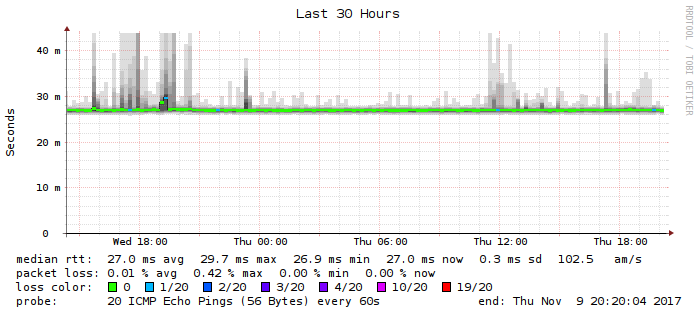 Last 30 Hours
RRDTOOL / TOBI OETIKER
Seconds
40 m
30 m
20 m
10 m
0
Wed 18:00 Thu 00:00 Thu 06:00 Thu 12:00 Thu 18:00
median rtt: 27.0 ms avg 29.7 ms max 26.9 ms min 27.0 ms now 0.3 ms sd 102.5 am/s
packet loss: 0.01 % avg 0.42 % max 0.00 % min 0.00 % now
loss color: 0 1/20 2/20 3/20 4/20 10/20 19/20
probe: 20 ICMP Echo Pings (56 Bytes) every 60s end: Thu Nov 9 20:20:04 2017